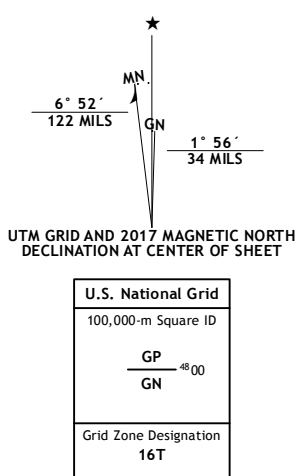 ★
MN.
GN
6° 52´
122 MILS
1° 56´
34 MILS
UTM GRID AND 2017 MAGNETIC NORTH
DECLINATION AT CENTER OF SHEET
U.S. National Grid
100,000-m Square ID
GP
4800
GN
Grid Zone Designation
16T